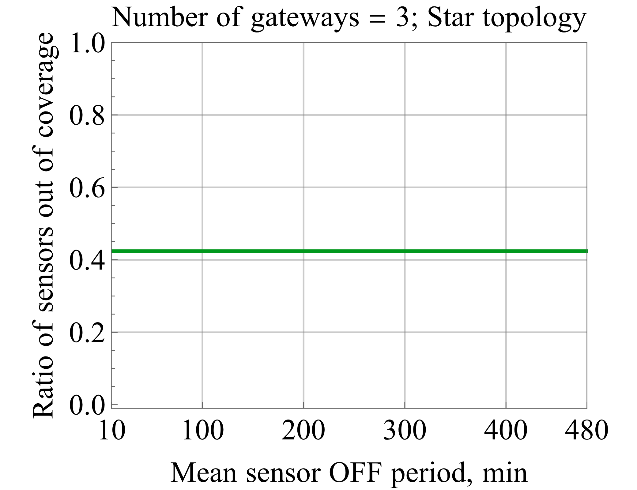 Number of gateways = 3; Star topology
Ratio of sensors out of coverage
1.0
0.8
0.6
0.4
0.2
0.0
10 100 200 300 400 480
Mean sensor OFF period, min